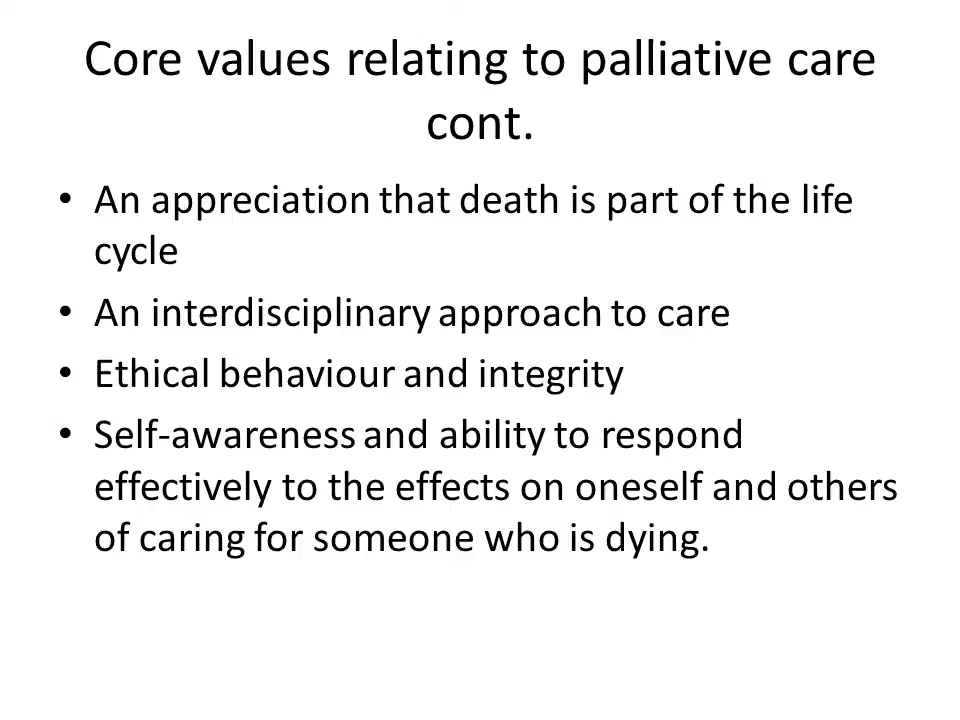 Core values relating to palliative care
cont.
• An appreciation that death is part of the life
cycle
• An interdisciplinary approach to care
• Ethical behaviour and integrity
• Self-awareness and ability to respond
effectively to the effects on oneself and others
of caring for someone who is dying.